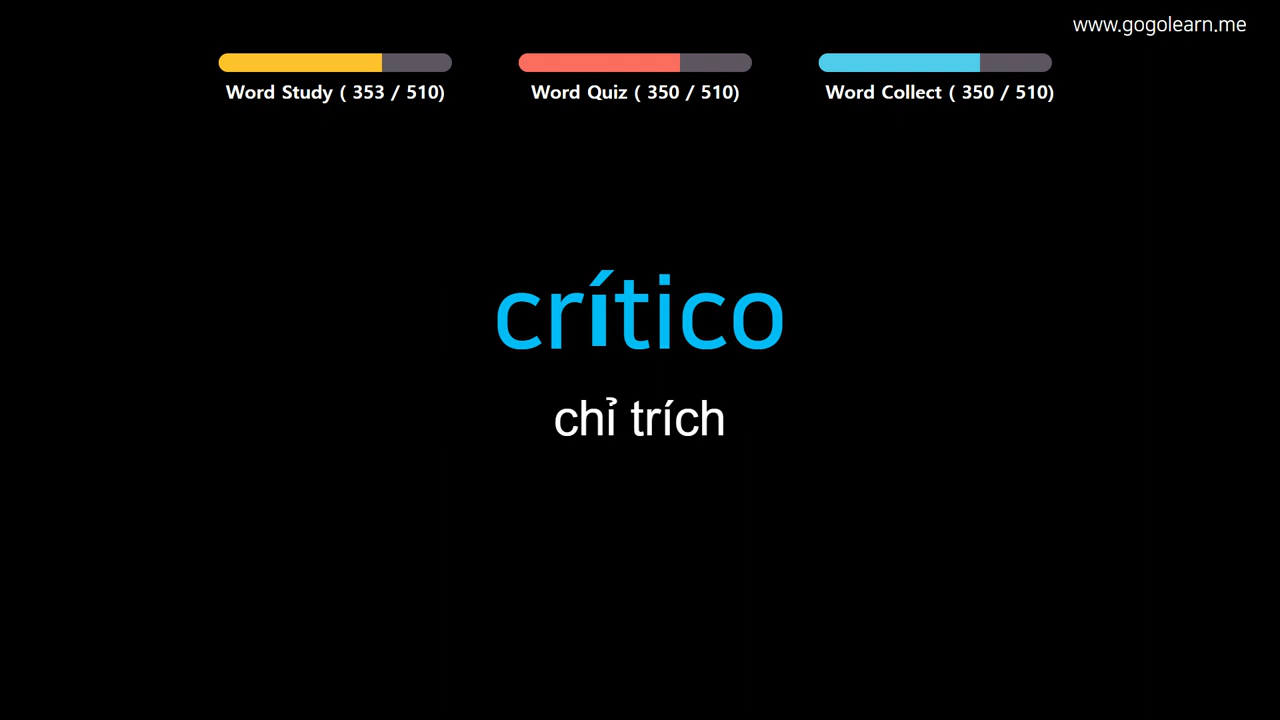 www.gogolearn.me
Word Study ( 353 / 510)
Word Quiz ( 350 / 510)
Word Collect ( 350 / 510)
crítico
chỉ trích